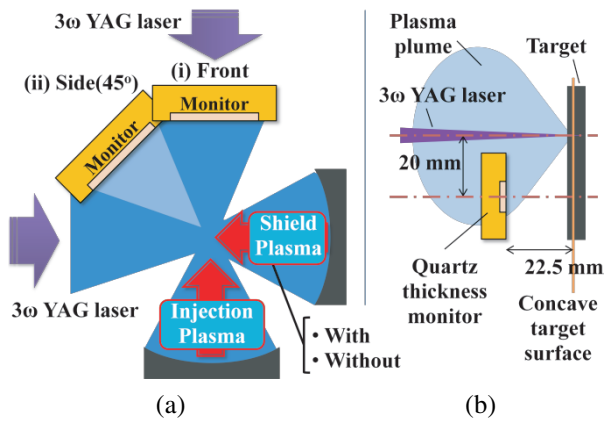 3ω YAG laser
(i) Front
(ii) Side(45°)
Monitor
Monitor
3ω YAG laser
Shield
Plasma
Injection
Plasma
・With
・Without
(a)
Plasma
plume
Target
3ω YAG laser
20 mm
22.5 mm
Quartz
thickness
monitor
Concave
target
surface
b
(b)